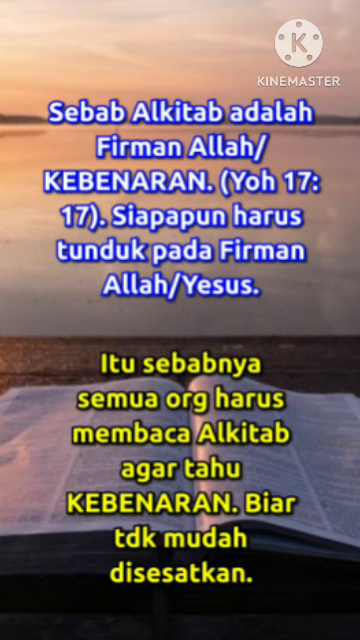 K
KINEMASTER
Sebab Alkitab adalah
Firman Allah/
KEBENARAN. (Yoh 17:
17). Siapapun harus
tunduk pada Firman
Allah/Yesus.
Itu sebabnya
semua org harus
membaca Alkitab
agar tahu
KEBENARAN. Biar
tdk mudah
disesatkan.